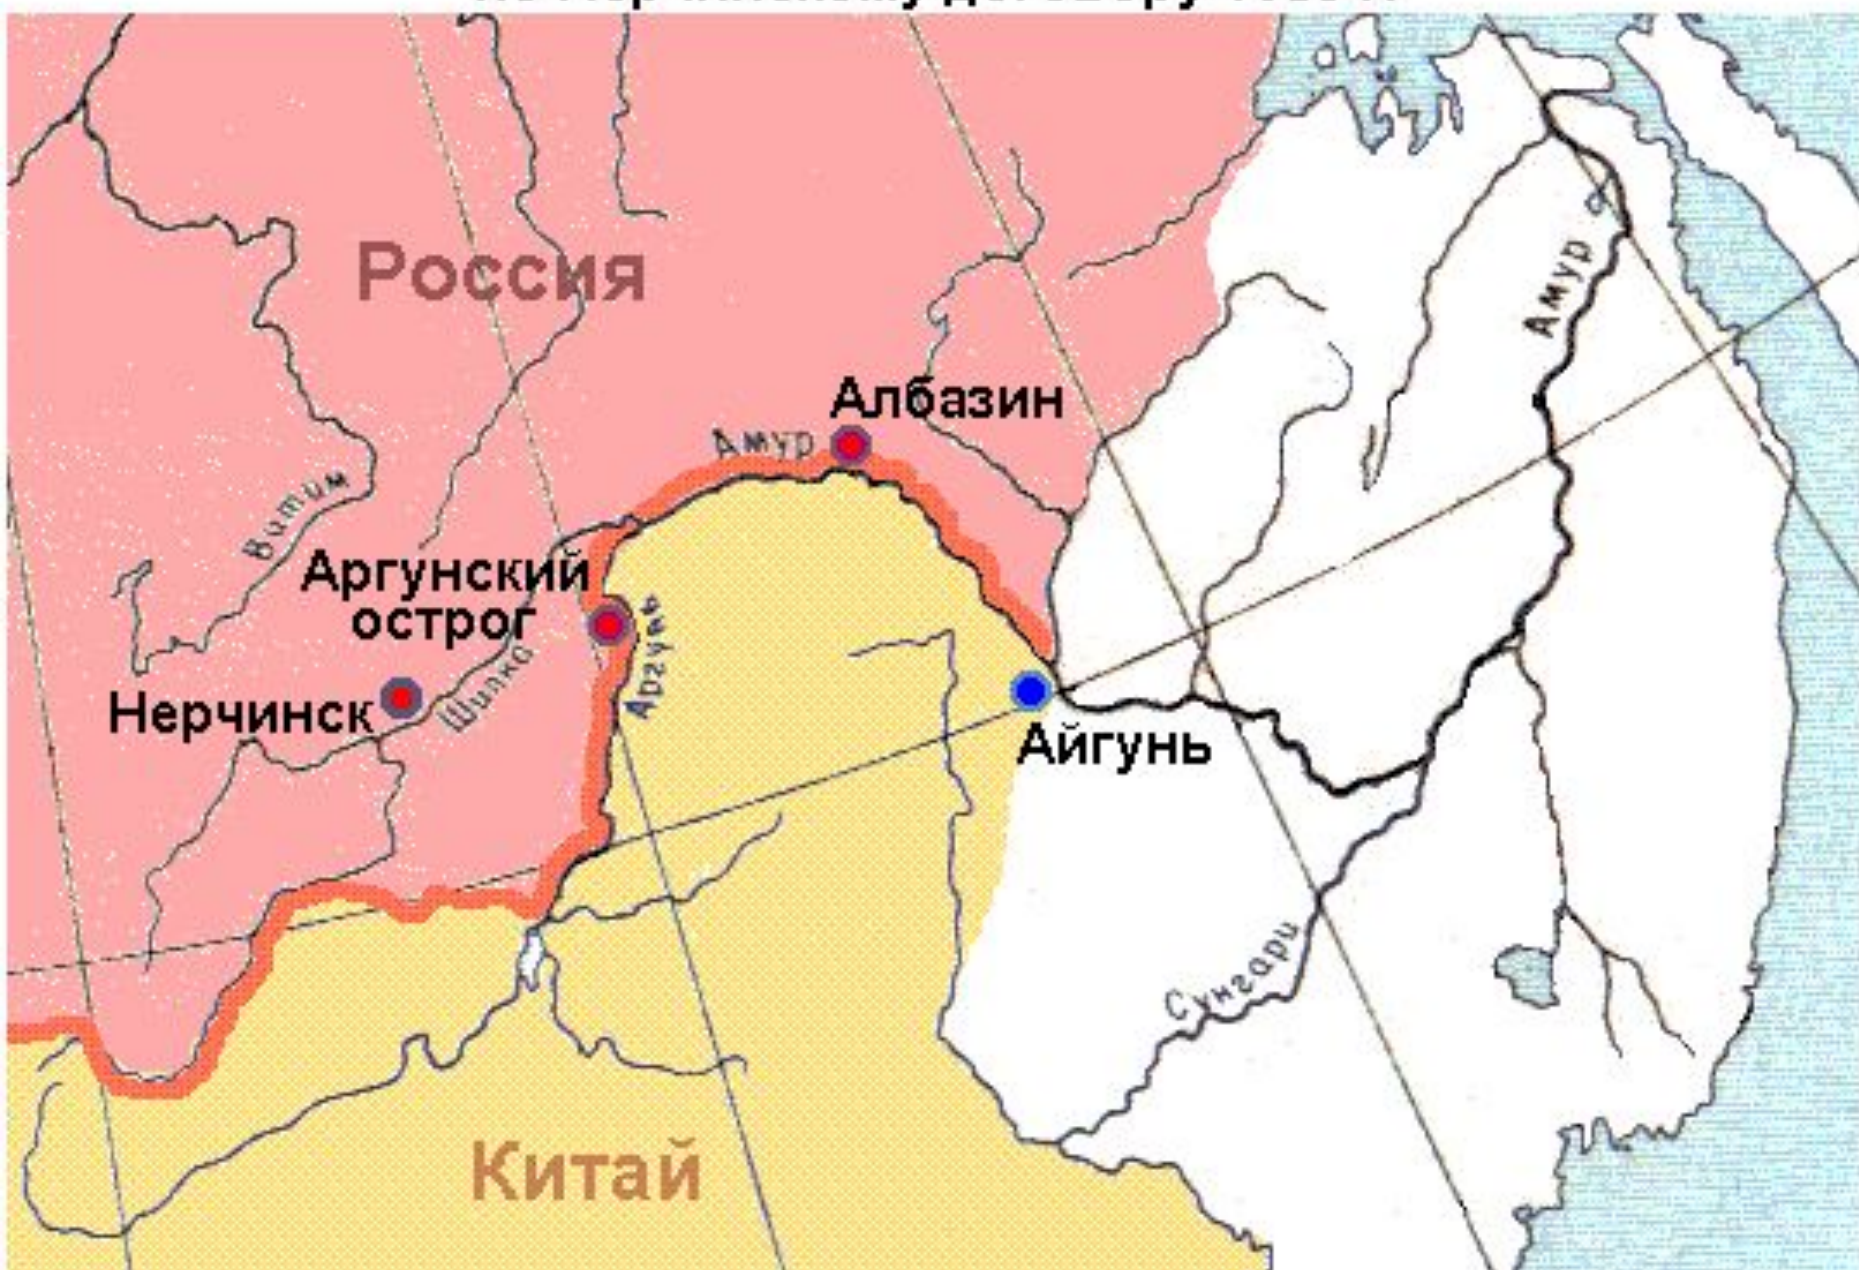 Россия
Амур
Албазин
Амур
Витим
Аргунский
острог
Аргунь
Шилка
Нерчинск
Айгунь
Сунгари
Китай